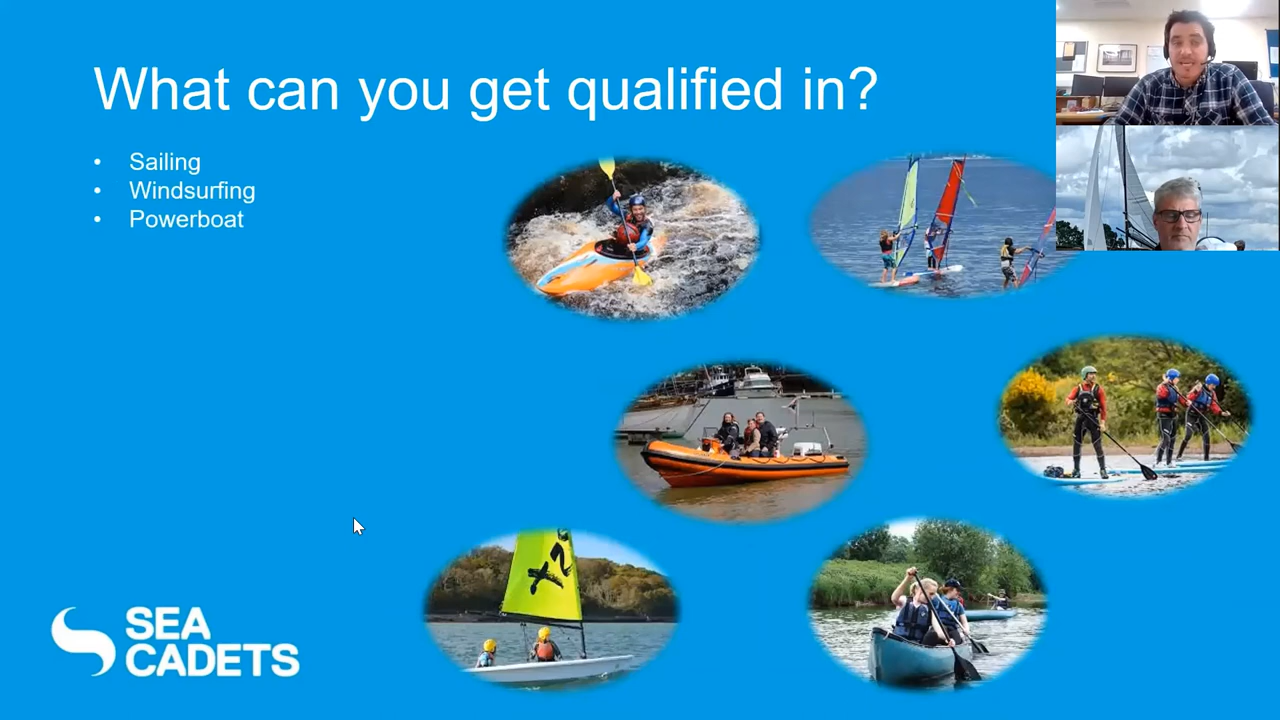 What can you get qualified in?
• Sailing
• Windsurfing
• Powerboat
SEA
CADETS